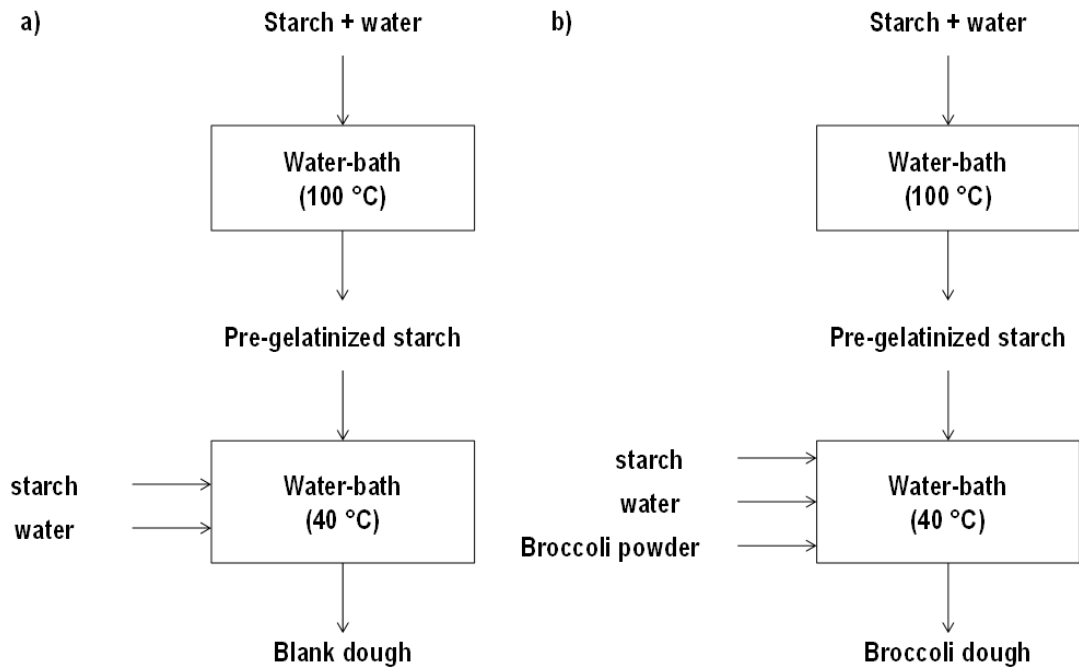 a)
Starch + water
Water-bath
(100 °C)
Pre-gelatinized starch
starch
water
Water-bath
(40 °C)
Blank dough
b)
Starch + water
Water-bath
(100 °C)
Pre-gelatinized starch
starch
water
Broccoli powder
Water-bath
(40 °C)
Broccoli dough